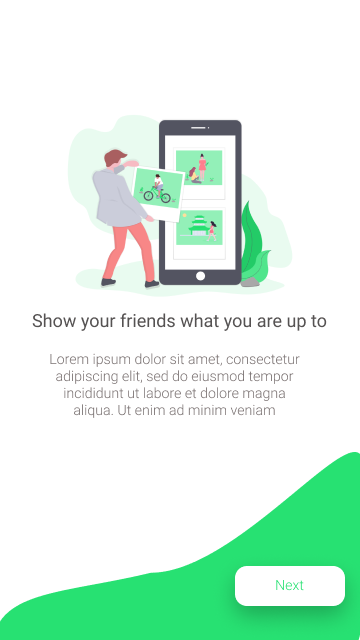 Show your friends what you are up to
Lorem ipsum dolor sit amet, consectetur
adipiscing elit, sed do eiusmod tempor
incididunt ut labore et dolore magna
aliqua. Ut enim ad minim veniam
Next